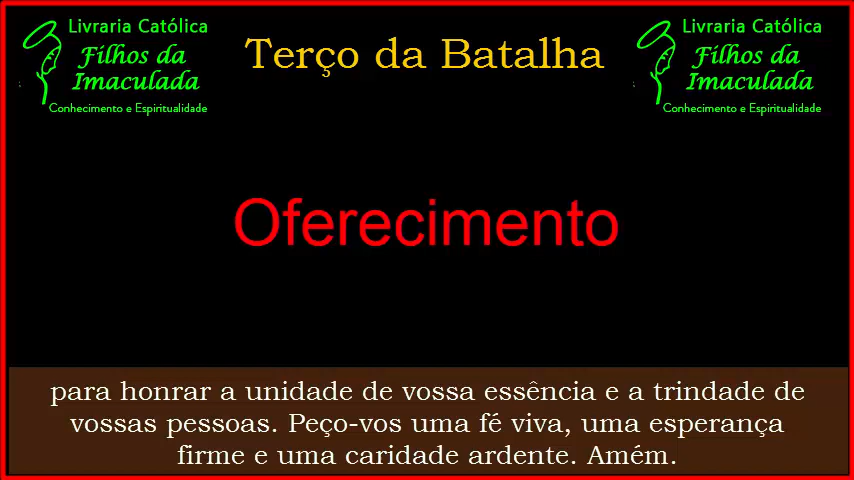 Livraria Católica
Filhos da
Imaculada
Conhecimento e Espiritualidade
Terço da Batalha
Livraria Católica
Filhos da
Imaculada
Conhecimento e Espiritualidade
Oferecimento
para honrar a unidade de vossa essência e a trindade de
vossas pessoas. Peço-vos uma fé viva, uma esperança
firme e uma caridade ardente. Amém.